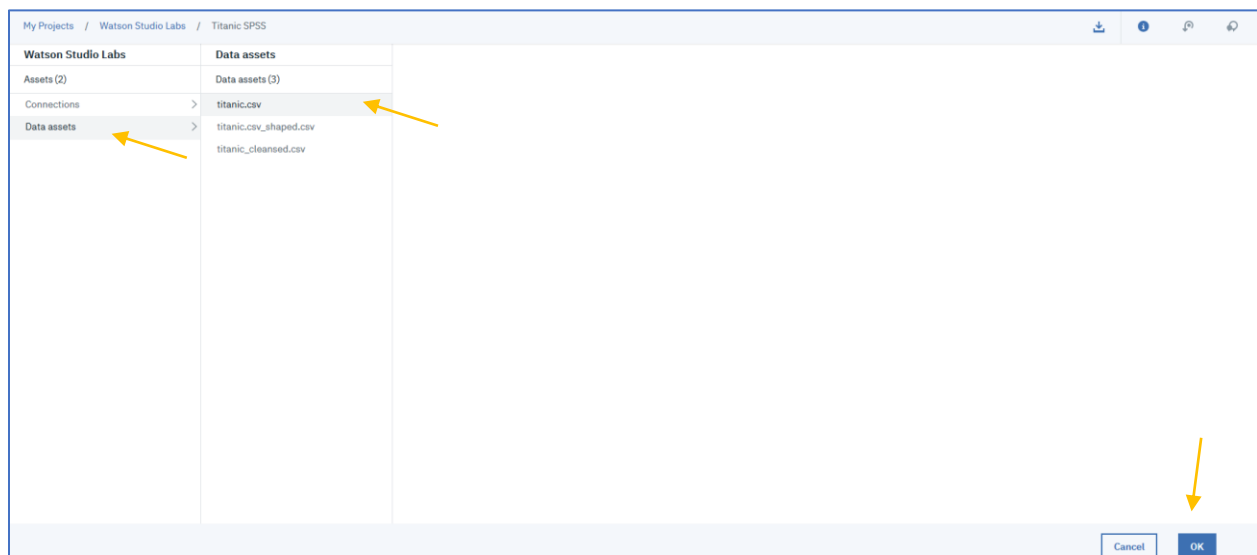 My Projects / Watson Studio Labs / Titanic SPSS
Watson Studio Labs
Assets (2)
Connections
Data assets
Data assets
Data assets (3)
titanic.csv
titanic.csv_shaped.csv
titanic_cleansed.csv
Cancel
OK